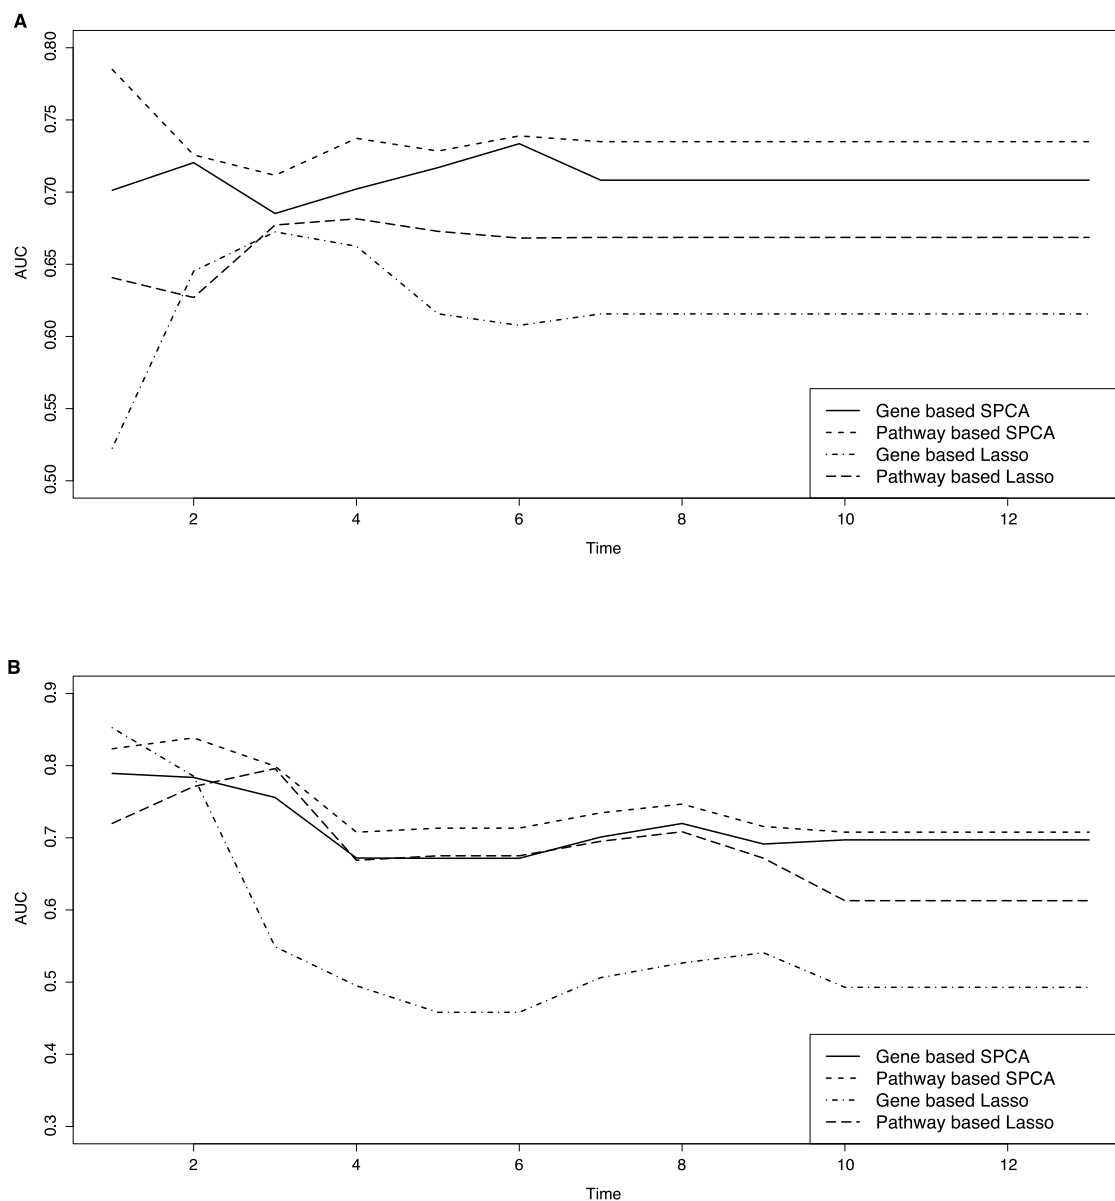 A
0.80
0.75
0.70
0.65
0.60
0.55
0.50
AUC
Gene based SPCA
Pathway based SPCA
Gene based Lasso
Pathway based Lasso
2 4 6 8 10 12
Time
B
0.9
0.8
0.7
0.6
0.5
0.4
0.3
AUC
Gene based SPCA
Pathway based SPCA
Gene based Lasso
Pathway based Lasso
2 4 6 8 10 12
Time